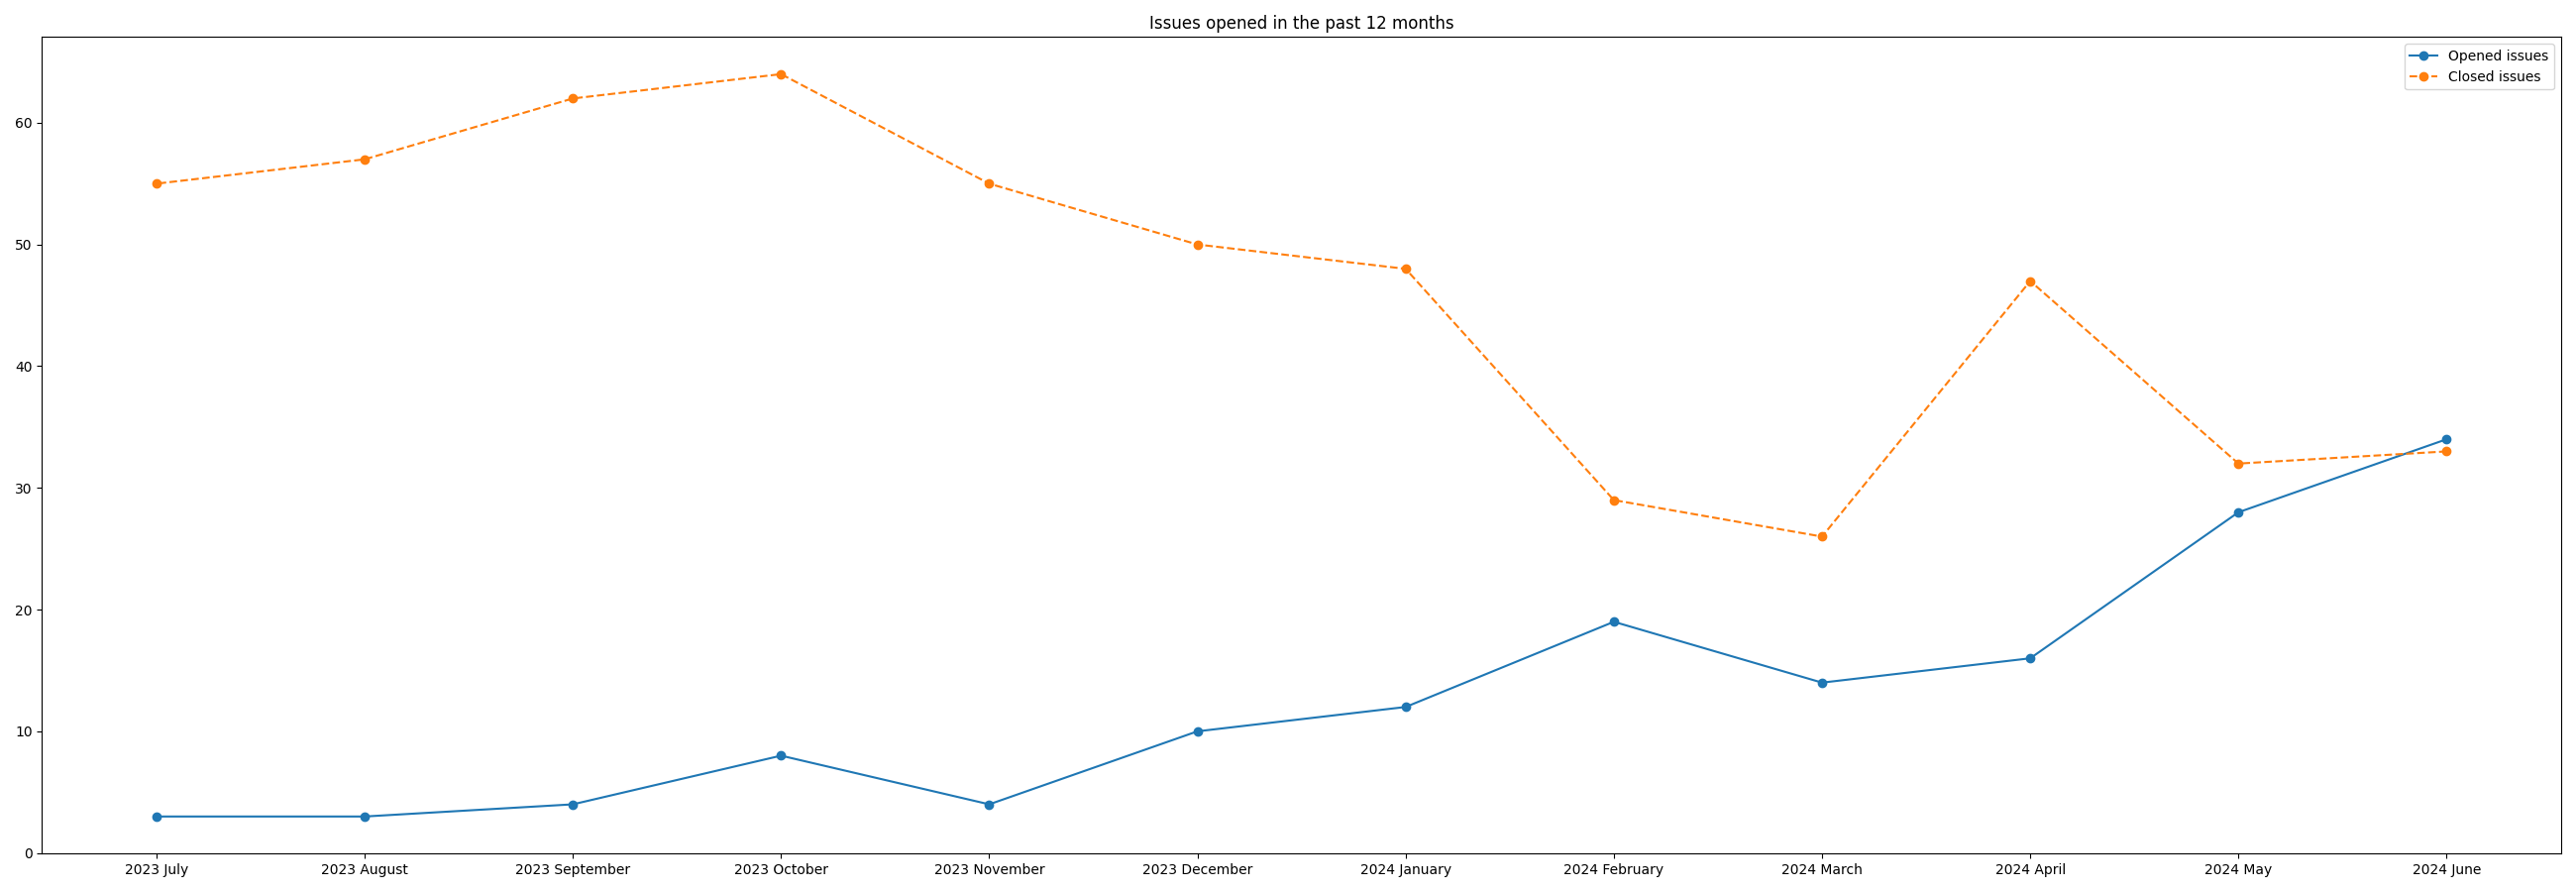 Issues opened in the past 12 months
Opened issues
Closed issues
60
50
40
30
20
10
0
2023 July 2023 August 2023 September 2023 October 2023 November 2023 December 2024 January 2024 February 2024 March 2024 April 2024 May 2024 June